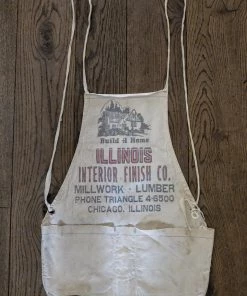 Build a Home
ILLINOIS
INTERIOR FINISH CO.
MILLWORK - LUMBER
PHONE TRIANGLE 4-6500
CHICAGO, ILLINOIS